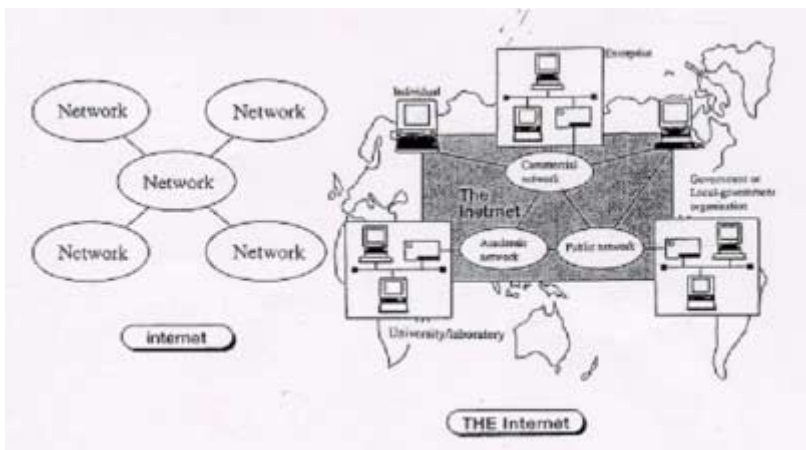 Network
Network
Network
Network
Network
internet
Enterprise
Individual
Commercial
network
The
Inetrnet
Government or
Local-government
organisation
Academic
network
Public network
University/laboratory
THE Internet